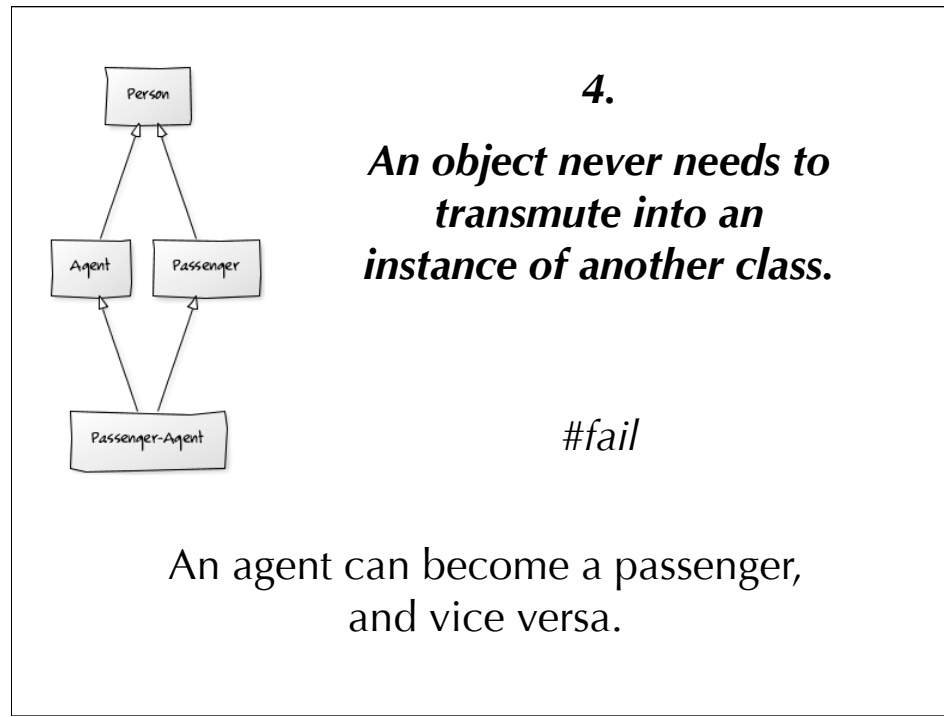 Person
Agent
Passenger
Passenger-Agent
4.
An object never needs to
transmute into an
instance of another class.
#fail
An agent can become a passenger,
and vice versa.